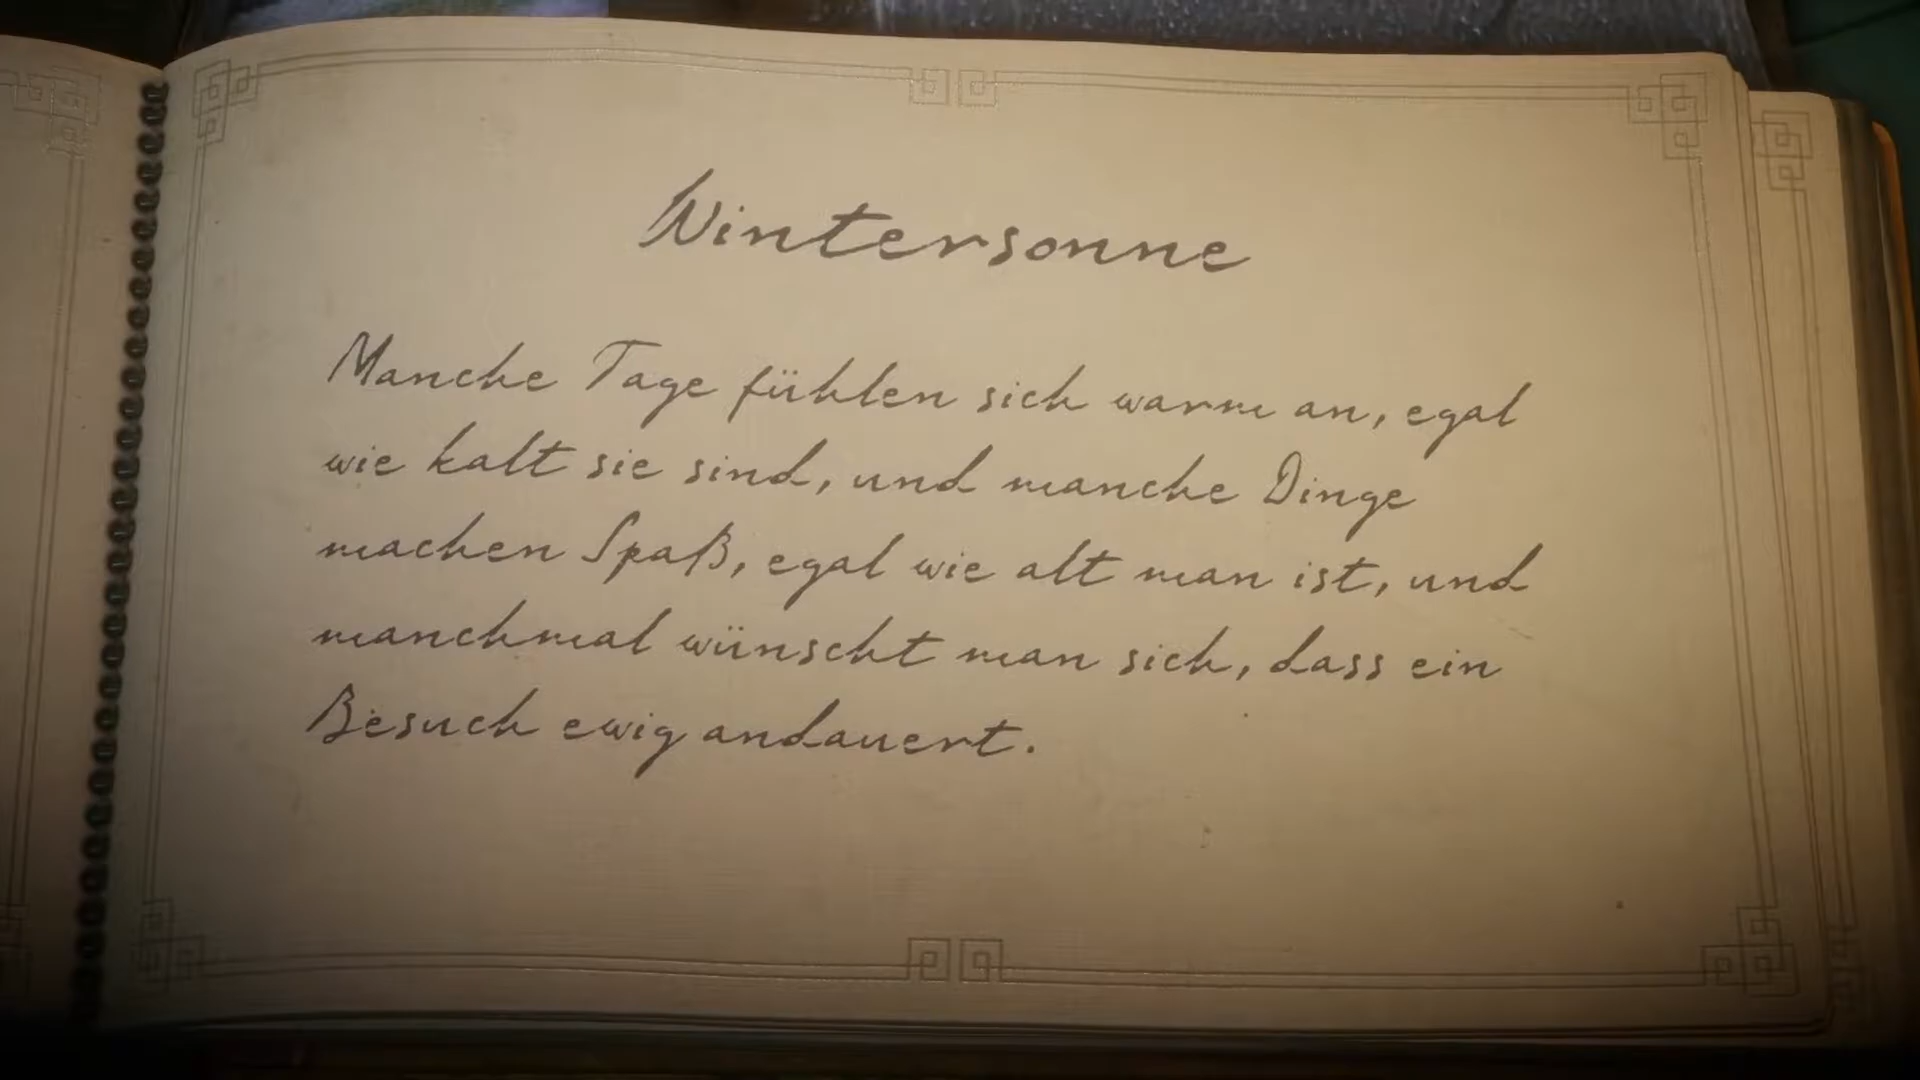 Wintersonne
Manche Tage fühlen sich warm an, egal
wie kalt sie sind, und manche Dinge
machen Spaß, egal wie alt man ist, und
manchmal wünscht man sich, dass ein
Besuch ewig andauert.